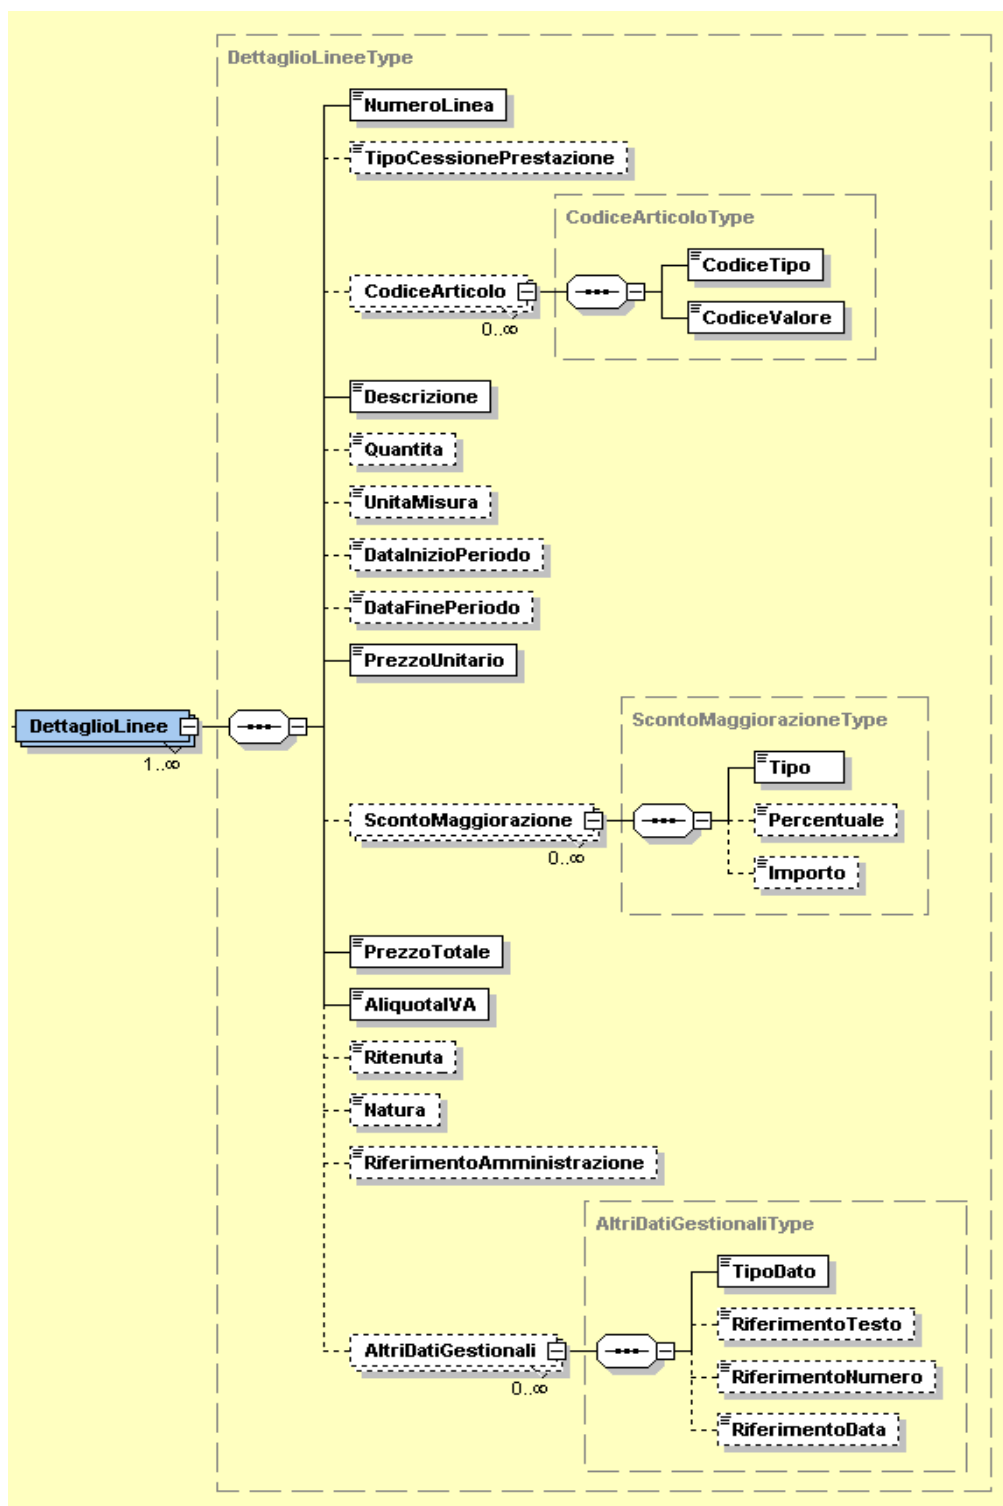 DettaglioLineeType
NumeroLinea
TipoCessionePrestazione
CodiceArticoloType
CodiceTipo
CodiceArticolo
CodiceValore
0..∞
Descrizione
Quantita
UnitaMisura
DataInizioPeriodo
DataFinePeriodo
PrezzoUnitario
DettaglioLinee
1..∞
ScontoMaggiorazioneType
Tipo
ScontoMaggiorazione
Percentuale
0..∞
Importo
PrezzoTotale
AliquotaIVA
Ritenuta
Natura
RiferimentoAmministrazione
AltriDatiGestionaliType
TipoDato
RiferimentoTesto
AltriDatiGestionali
RiferimentoNumero
0..∞
RiferimentoData